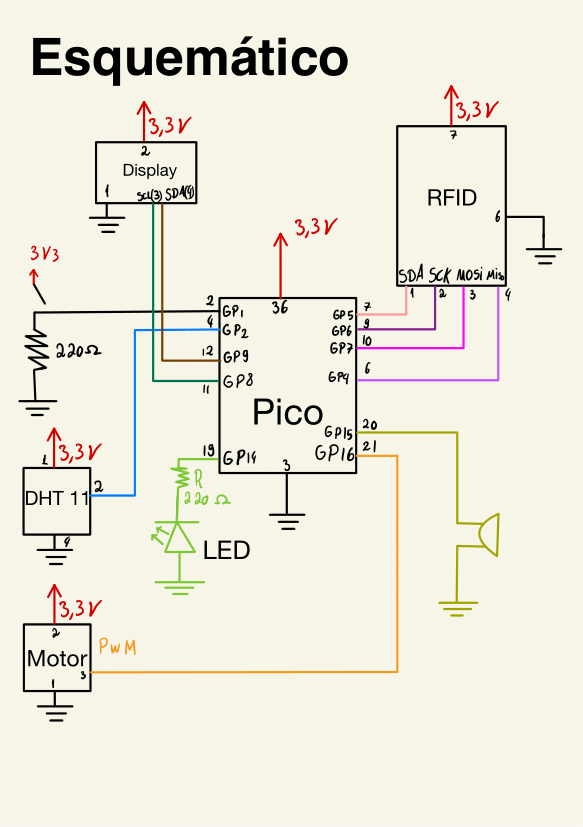 Esquemático
3,3V
3,3V
2
Display
1
SCL(3) SDA(4)
7
RFID
6
SDA SCK MOSi Miso
1 2 3 4
3,3V
3V3
36
2 GP1
4 GP2
12 GP9
11 GP8
GP5 7
GP6 9
GP7 10
GP4 6
220Ω
Pico
GP15 20
GP16 21
19 GP14
3
R
220 Ω
LED
3,3V
1
DHT 11 2
4
3,3V
2
Motor
PWM
3
1